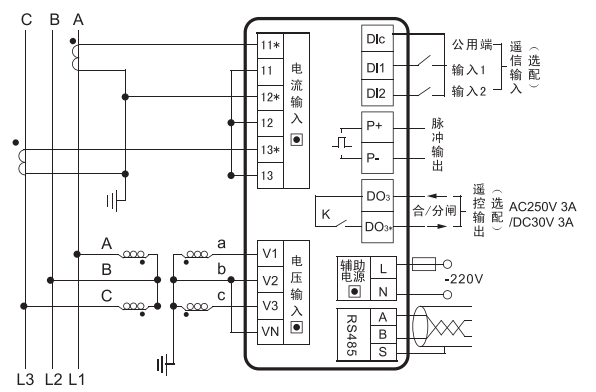 C B A
11*
11
12*
12
13*
13
电流输入
DIc
DI1
DI2
公用端
输入1
输入2
遥信输入
(选配)
P+
P-
脉冲输出
DO3
DO3+
K
合/分闸
遥控输出
(选配)
AC250V 3A
/DC30V 3A
A
B
C
a
b
c
V1
V2
V3
VN
电压输入
辅助电源
L
N
-220V
RS485
A
B
S
L3 L2 L1